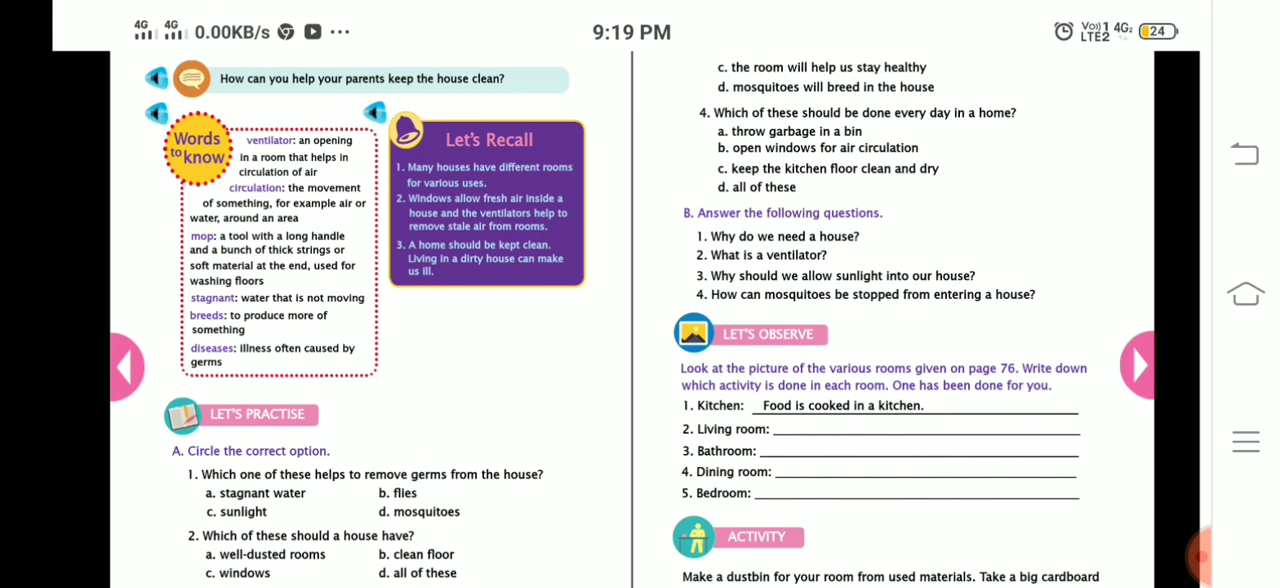 4G 4G 0.00KB/s
9:19 PM
Vo)) 1 4G2
LTE2
24
How can you help your parents keep the house clean?
Words
to know
ventilator: an opening
in a room that helps in
circulation of air
circulation: the movement
of something, for example air or
water, around an area
mop: a tool with a long handle
and a bunch of thick strings or
soft material at the end, used for
washing floors
stagnant: water that is not moving
breeds: to produce more of
something
diseases: illness often caused by
germs
Let's Recall
1. Many houses have different rooms
for various uses.
2. Windows allow fresh air inside a
house and the ventilators help to
remove stale air from rooms.
3. A home should be kept clean.
Living in a dirty house can make
us ill.
LET'S PRACTISE
A. Circle the correct option.
1. Which one of these helps to remove germs from the house?
a. stagnant water b. flies
c. sunlight d. mosquitoes
2. Which of these should a house have?
a. well-dusted rooms b. clean floor
c. windows d. all of these
c. the room will help us stay healthy
d. mosquitoes will breed in the house
4. Which of these should be done every day in a home?
a. throw garbage in a bin
b. open windows for air circulation
c. keep the kitchen floor clean and dry
d. all of these
B. Answer the following questions.
1. Why do we need a house?
2. What is a ventilator?
3. Why should we allow sunlight into our house?
4. How can mosquitoes be stopped from entering a house?
LET'S OBSERVE
Look at the picture of the various rooms given on page 76. Write down
which activity is done in each room. One has been done for you.
1. Kitchen: Food is cooked in a kitchen.
2. Living room:
3. Bathroom:
4. Dining room:
5. Bedroom:
ACTIVITY
Make a dustbin for your room from used materials. Take a big cardboard